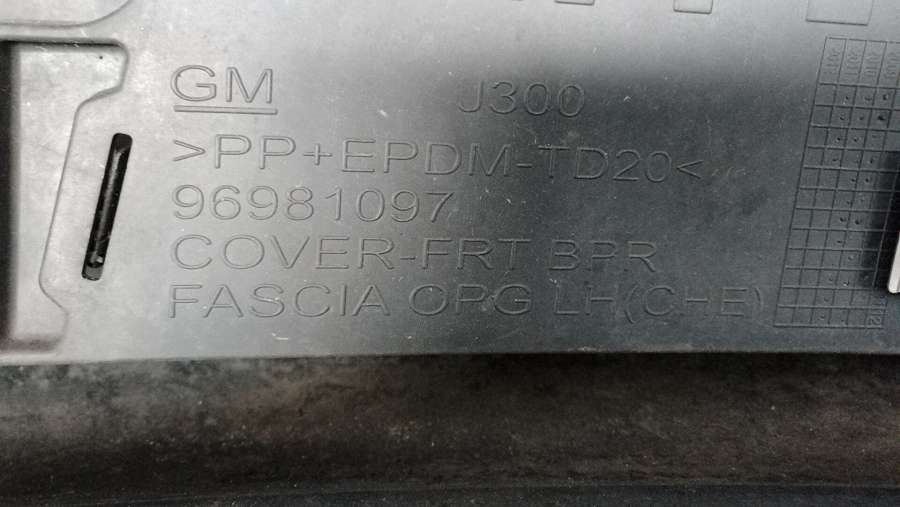 GM J300
>PP+EPDM-TD20<
96981097
COVER-FRT BPR
FASCIA OPG LH(CHE)